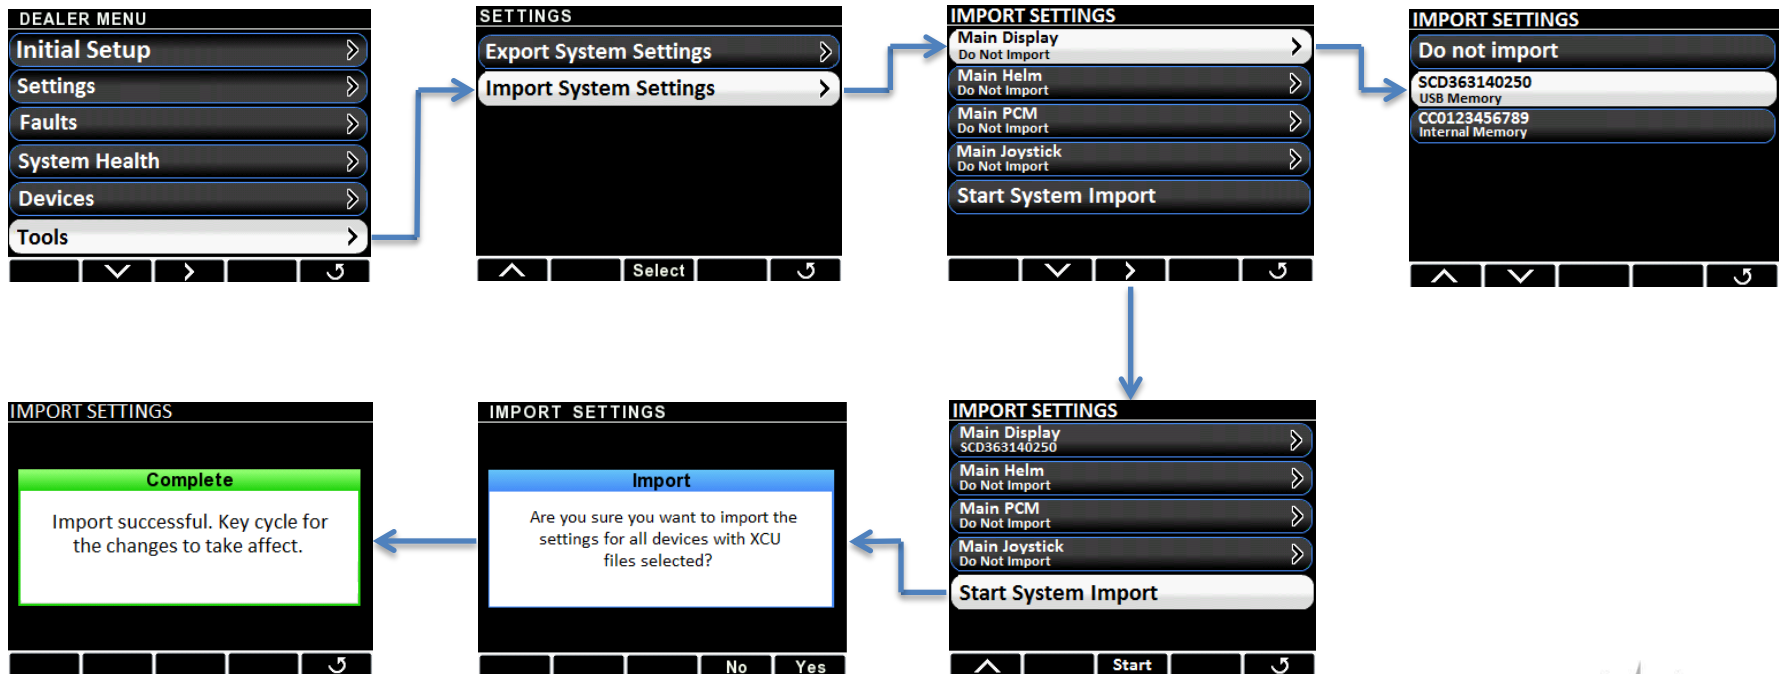 DEALER MENU
Initial Setup
Settings
Faults
System Health
Devices
Tools
SETTINGS
Export System Settings
Import System Settings
Select
IMPORT SETTINGS
Main Display
Do Not Import
Main Helm
Do Not Import
Main PCM
Do Not Import
Main Joystick
Do Not Import
Start System Import
IMPORT SETTINGS
Do not import
SCD363140250
USB Memory
CC0123456789
Internal Memory
IMPORT SETTINGS
Complete
Import successful. Key cycle for
the changes to take affect.
IMPORT SETTINGS
Import
Are you sure you want to import the
settings for all devices with XCU
files selected?
No Yes
IMPORT SETTINGS
Main Display
SCD363140250
Main Helm
Do Not Import
Main PCM
Do Not Import
Main Joystick
Do Not Import
Start System Import
Start